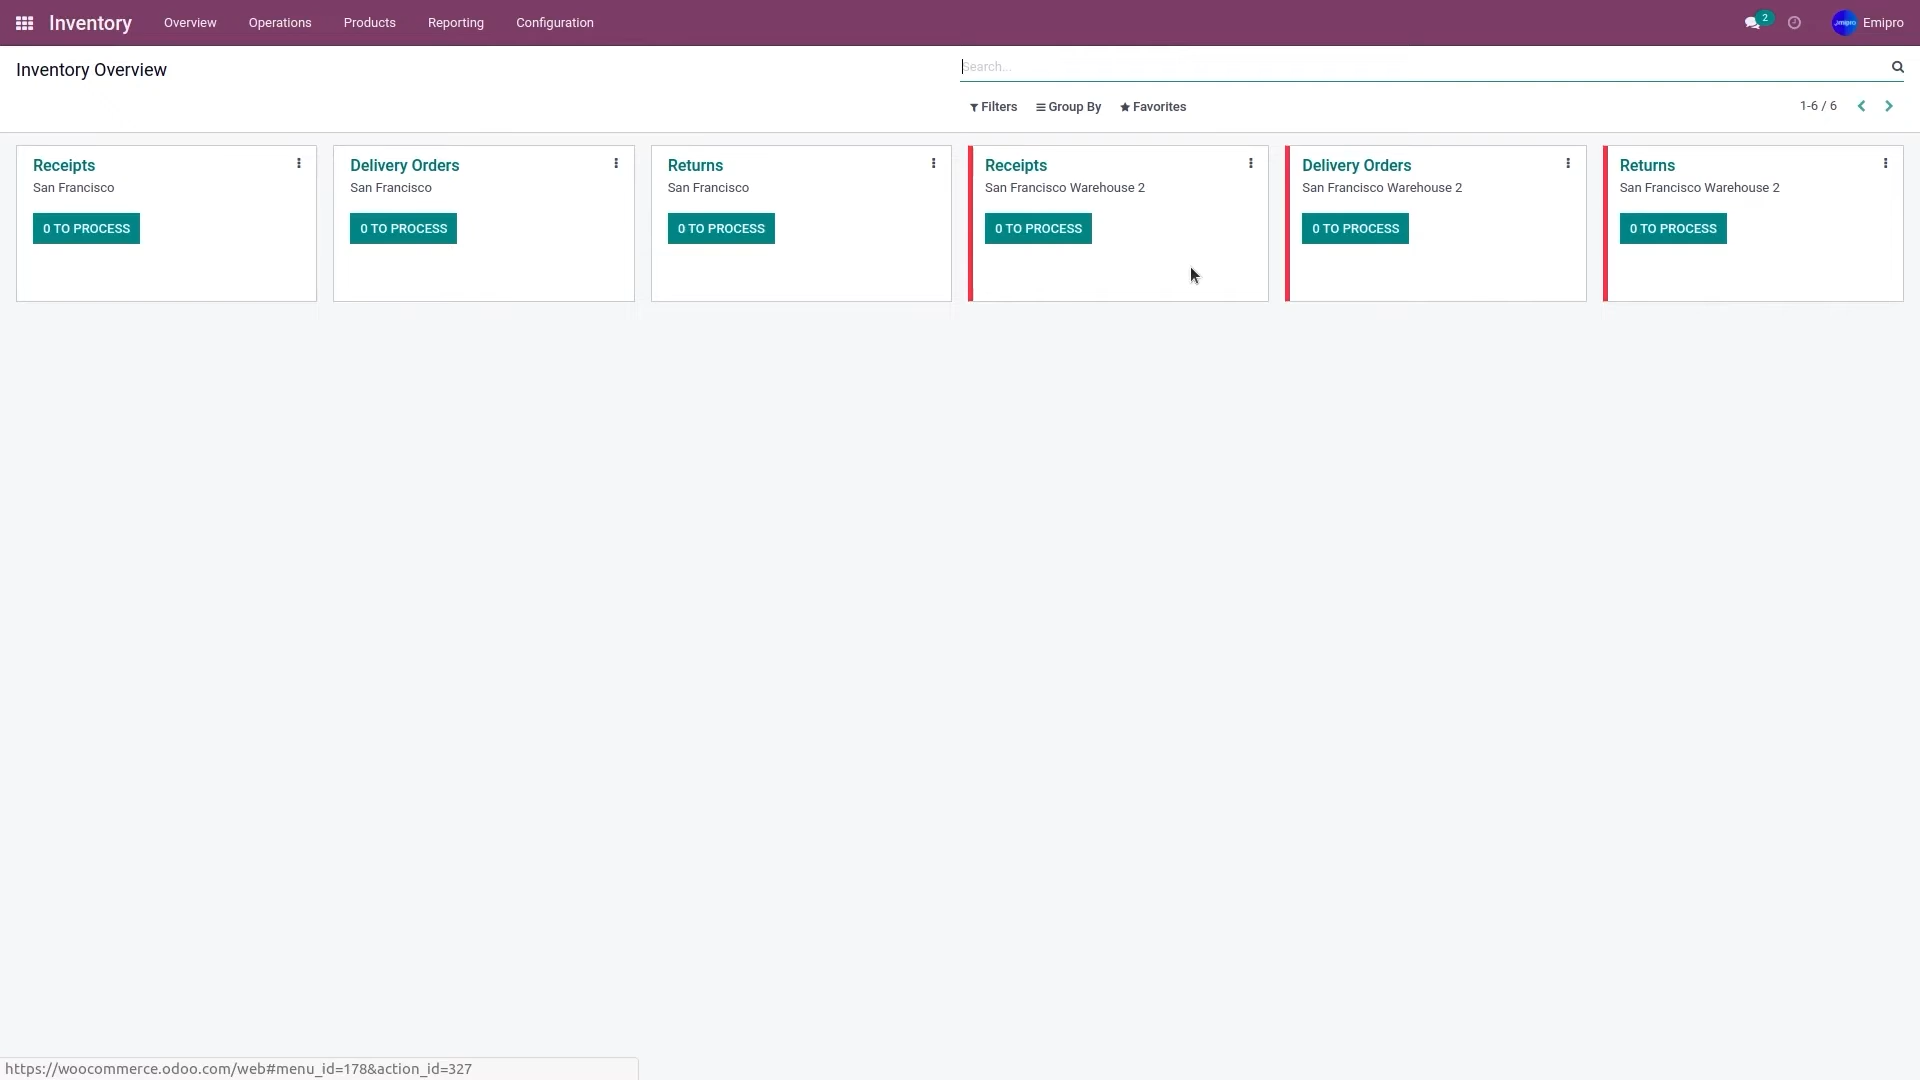 Inventory Overview Operations Products Reporting Configuration 2 Emipro
Inventory Overview
Search...
Filters Group By Favorites 1-6 / 6
Receipts Delivery Orders Returns Receipts Delivery Orders Returns
San Francisco San Francisco San Francisco San Francisco Warehouse 2 San Francisco Warehouse 2 San Francisco Warehouse 2
0 TO PROCESS 0 TO PROCESS 0 TO PROCESS 0 TO PROCESS 0 TO PROCESS 0 TO PROCESS
https://woocommerce.odoo.com/web#menu_id=178&action_id=327